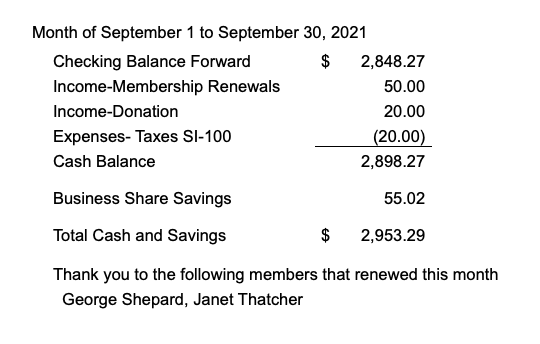 Month of September 1 to September 30, 2021
Checking Balance Forward $ 2,848.27
Income-Membership Renewals 50.00
Income-Donation 20.00
Expenses- Taxes SI-100 (20.00)
Cash Balance 2,898.27
Business Share Savings 55.02
Total Cash and Savings $ 2,953.29
Thank you to the following members that renewed this month
George Shepard, Janet Thatcher